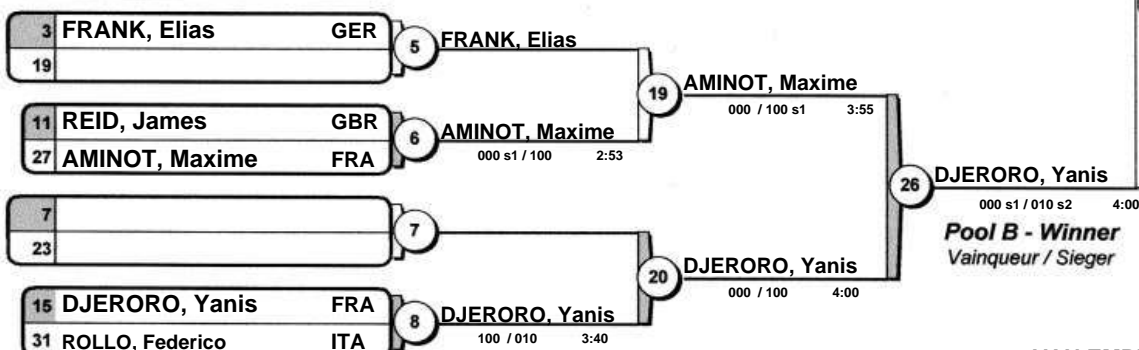 3 FRANK, Elias GER
19
5 FRANK, Elias
11 REID, James GBR
27 AMINOT, Maxime FRA
6 AMINOT, Maxime
000 s1 / 100 2:53
19 AMINOT, Maxime
000 / 100 s1 3:55
7
23
7
15 DJERORO, Yanis FRA
31 ROLLO, Federico ITA
8 DJERORO, Yanis
100 / 010 3:40
20 DJERORO, Yanis
000 / 100 4:00
26 DJERORO, Yanis
000 s1 / 010 s2 4:00
Pool B - Winner
Vainqueur / Sieger